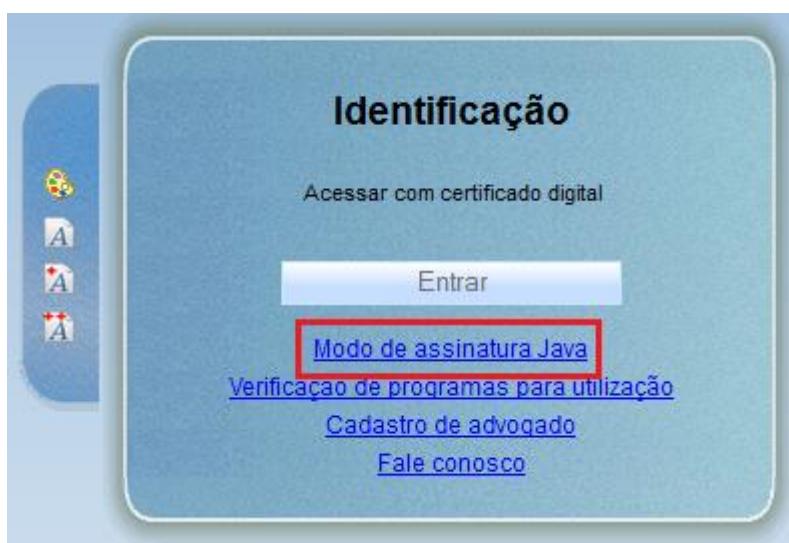 Identificação
Acessar com certificado digital
Entrar
Modo de assinatura Java
Verificação de programas para utilização
Cadastro de advogado
Fale conosco
A
A
A